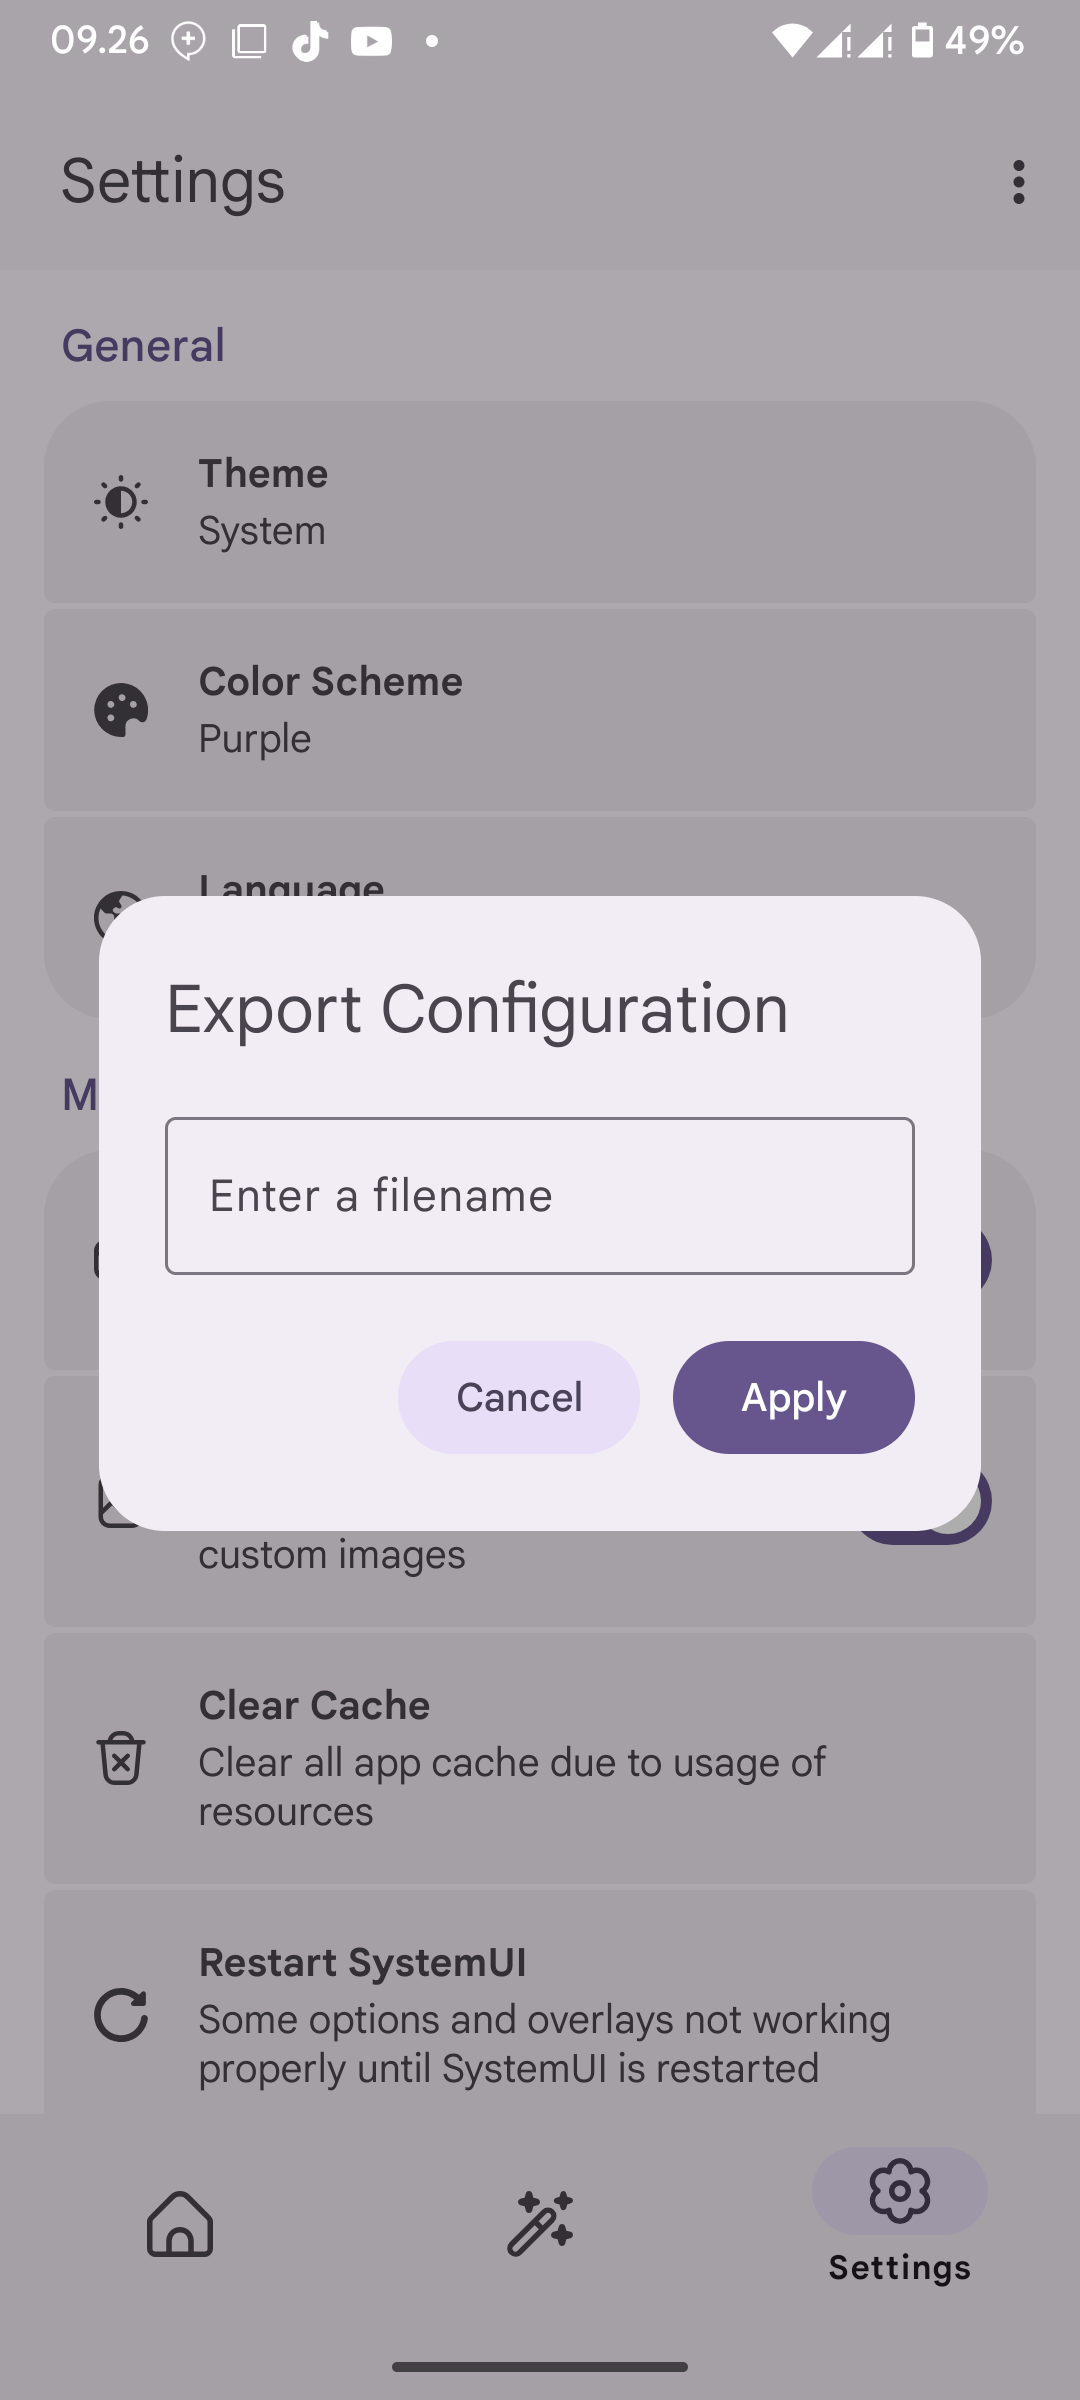 09.26
49%
Settings
General
Theme
System
Color Scheme
Purple
Language
M
Export Configuration
Enter a filename
Cancel
Apply
custom images
Clear Cache
Clear all app cache due to usage of
resources
Restart SystemUI
Some options and overlays not working
properly until SystemUI is restarted
Settings